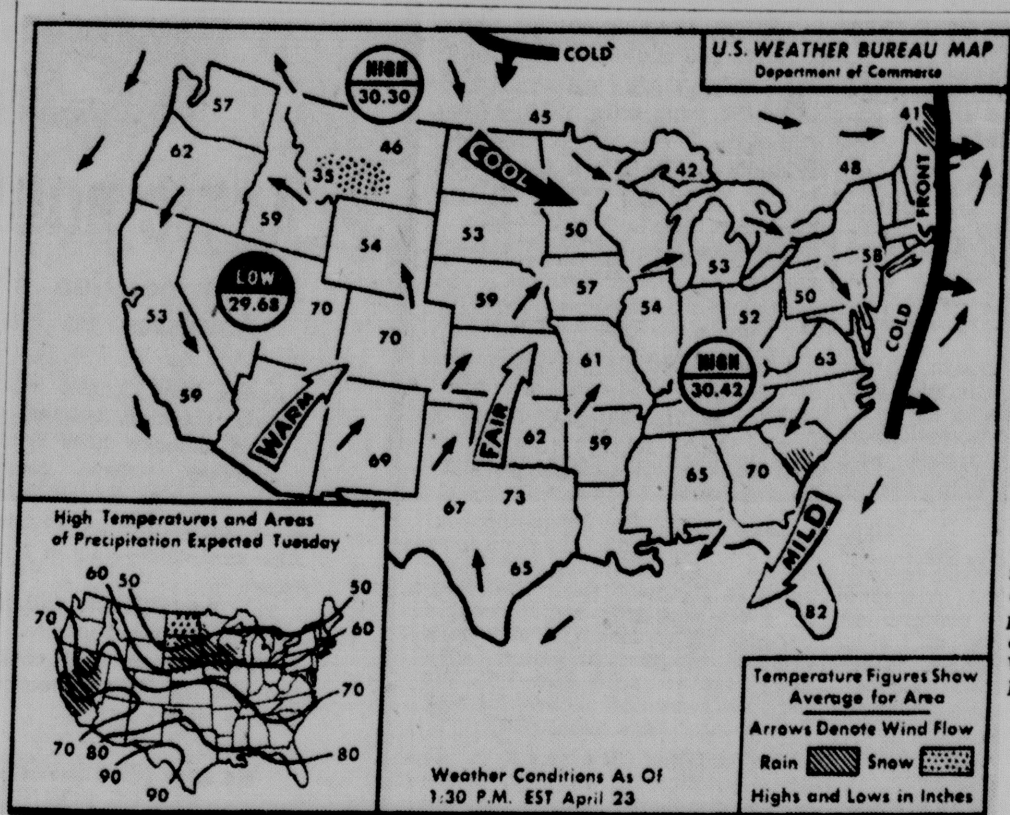 U.S. WEATHER BUREAU MAP
Department of Commerce
COLD
HIGH
30.30
41
45
57
46
COOL
48
62
35
42
FRONT
59
54
53
50
53
58
LOW
29.68
70
59
57
54
52
50
COLD
53
70
61
HIGH
30.42
63
59
WARM
FAIR
62
59
69
65
70
67
73
MILD
65
82
High Temperatures and Areas
of Precipitation Expected Tuesday
60
50
50
70
60
70
70
80
80
90
90
Weather Conditions As Of
1:30 P.M. EST April 23
Temperature Figures Show
Average for Area
Arrows Denote Wind Flow
Rain Snow
Highs and Lows in Inches